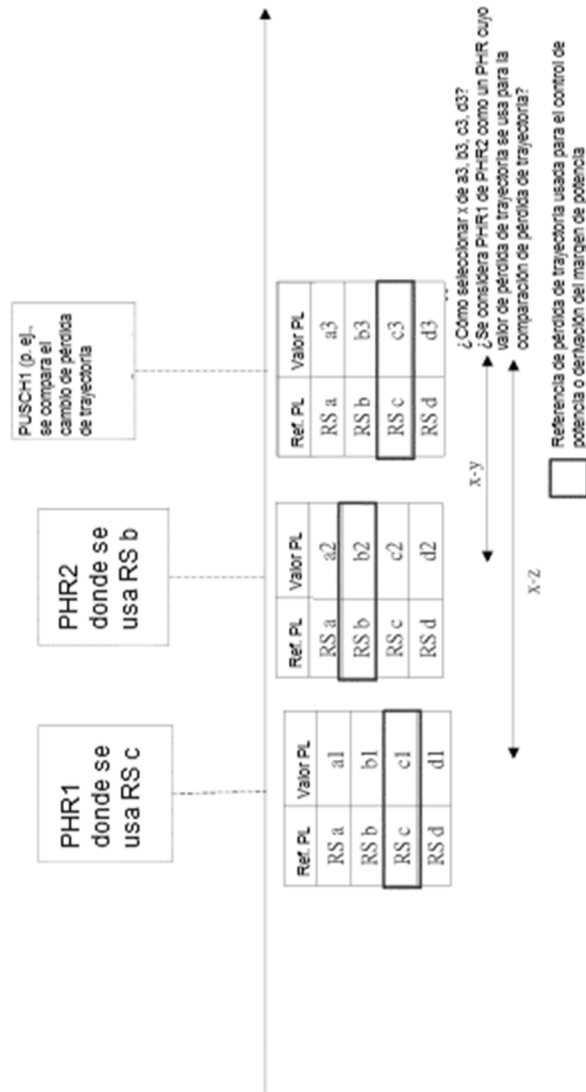 PHR1
donde se
usa RS c
PHR2
donde se
usa RS b
PUSCH1 (p. ej.,
se compara el
cambio de pérdida
de trayectoria
Ref. PL Valor PL
RS a a1
RS b b1
RS c c1
RS d d1
Ref. PL Valor PL
RS a a2
RS b b2
RS c c2
RS d d2
Ref. PL Valor PL
RS a a3
RS b b3
RS c c3
RS d d3
x-y
x-z
¿Cómo seleccionar x de a3, b3, c3, d3?
¿Se considera PHR1 de PHR2 como un PHR cuyo
valor de pérdida de trayectoria se usa para la
comparación de pérdida de trayectoria?
Referencia de pérdida de trayectoria usada para el control de
potencia o derivación del margen de potencia